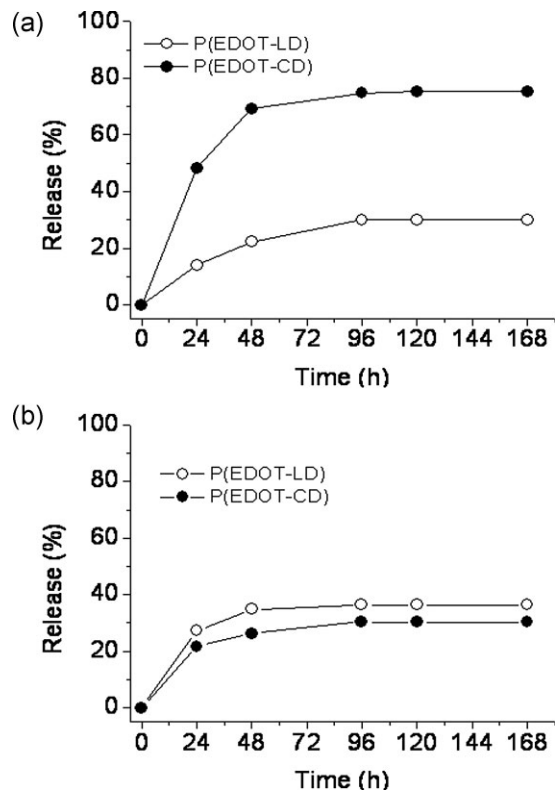 (a)
P(EDOT-LD)
P(EDOT-CD)
100
80
60
40
20
0
Release (%)
0 24 48 72 96 120 144 168
Time (h)
(b)
P(EDOT-LD)
P(EDOT-CD)
100
80
60
40
20
0
Release (%)
0 24 48 72 96 120 144 168
Time (h)